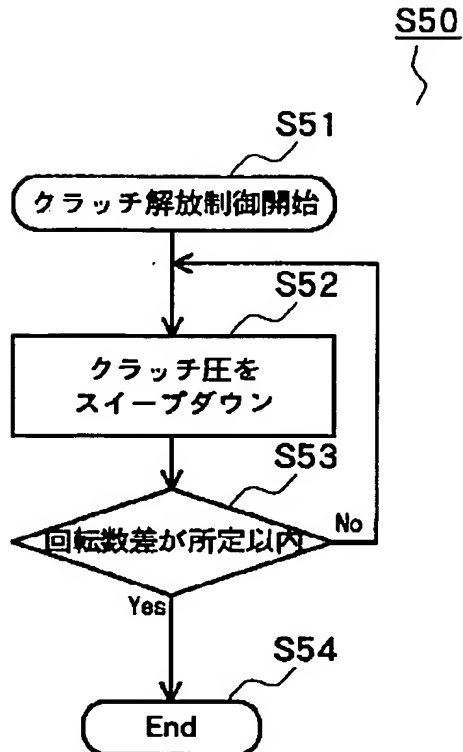 S50
S51
クラッチ解放制御開始
S52
クラッチ圧を
スイープダウン
S53
回転数差が所定以内
No
Yes
S54
End